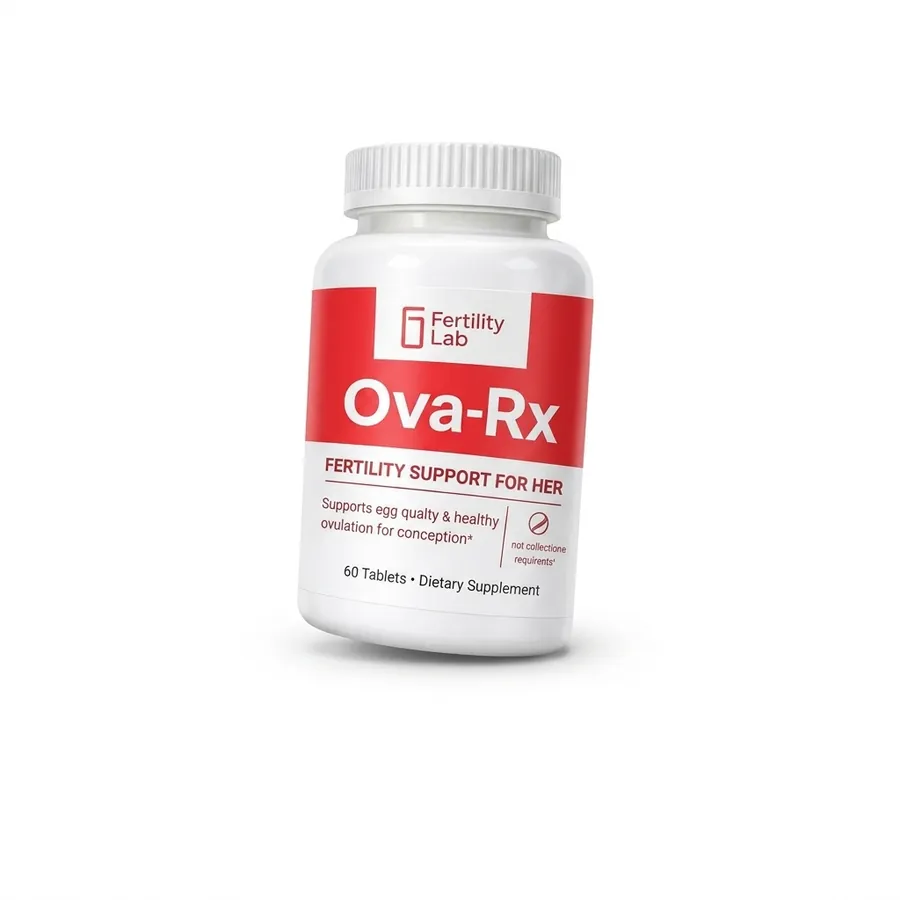 Fertility
Lab
Ova-Rx
FERTILITY SUPPORT FOR HER
Supports egg qualty & healthy
ovulation for conception*
not collectione
requirents*
60 Tablets • Dietary Supplement